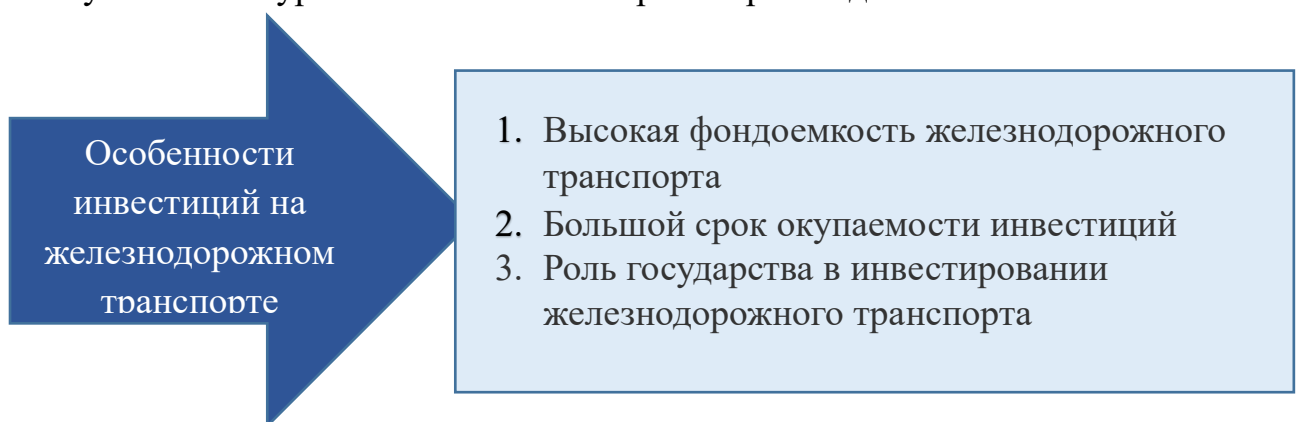 Особенности
инвестиций на
железнодорожном
транспорте
1. Высокая фондоемкость железнодорожного
транспорта
2. Большой срок окупаемости инвестиций
3. Роль государства в инвестировании
железнодорожного транспорта